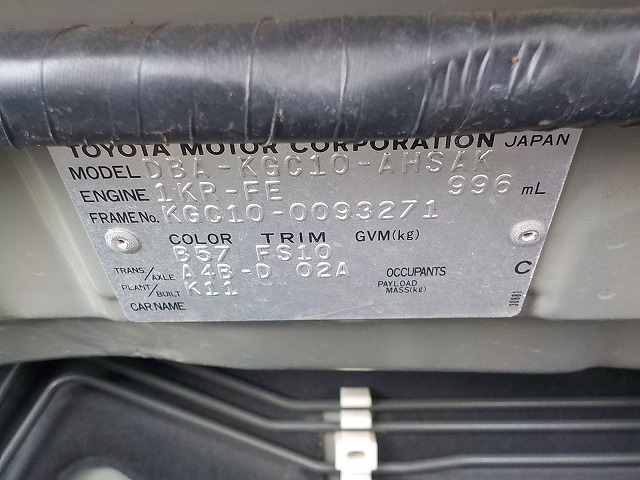 TOYOTA MOTOR CORPORATION JAPAN
MODEL DBA-KGC10-AHSAK
ENGINE 1KR-FE 996 mL
FRAME No. KGC10-0093271
COLOR TRIM GVM(kg)
B57 FS10
TRANS/AXLE A4B-D 02A OCCUPANTS C
PLANT/BUILT K11 PAYLOAD MASS(kg)
CAR NAME